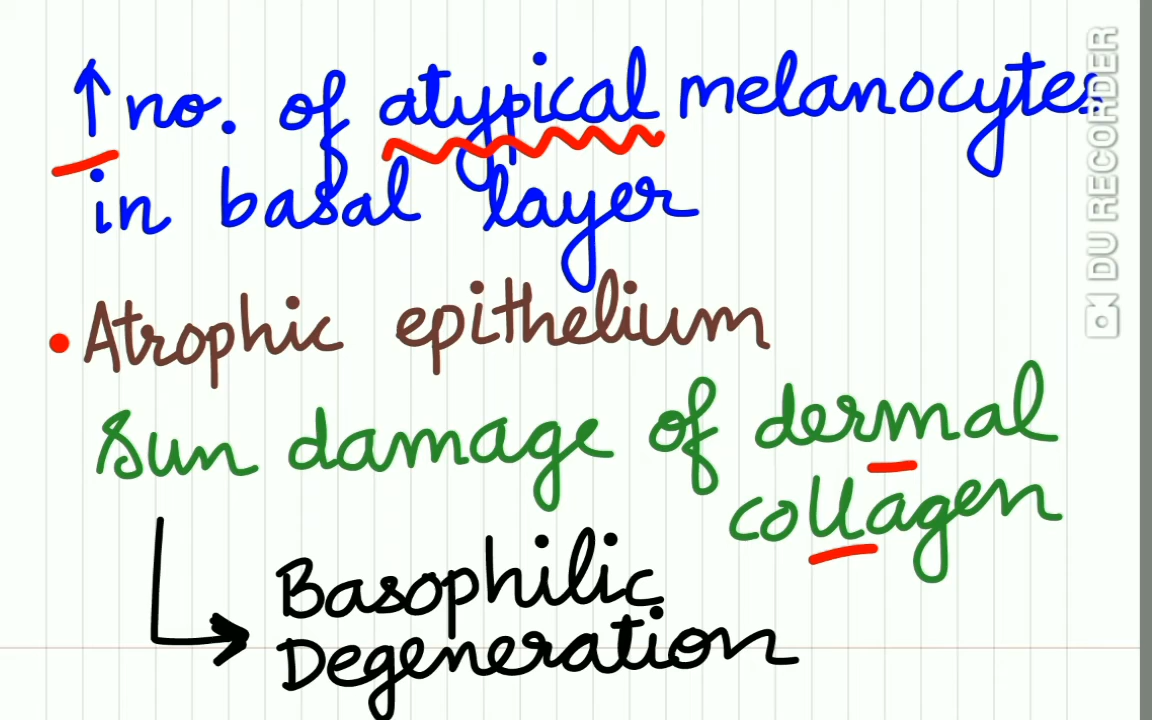 ↑ no. of atypical melanocytes
in basal layer
• Atrophic epithelium
Sun damage of dermal
collagen
Basophilic
Degeneration
DU RECORDER